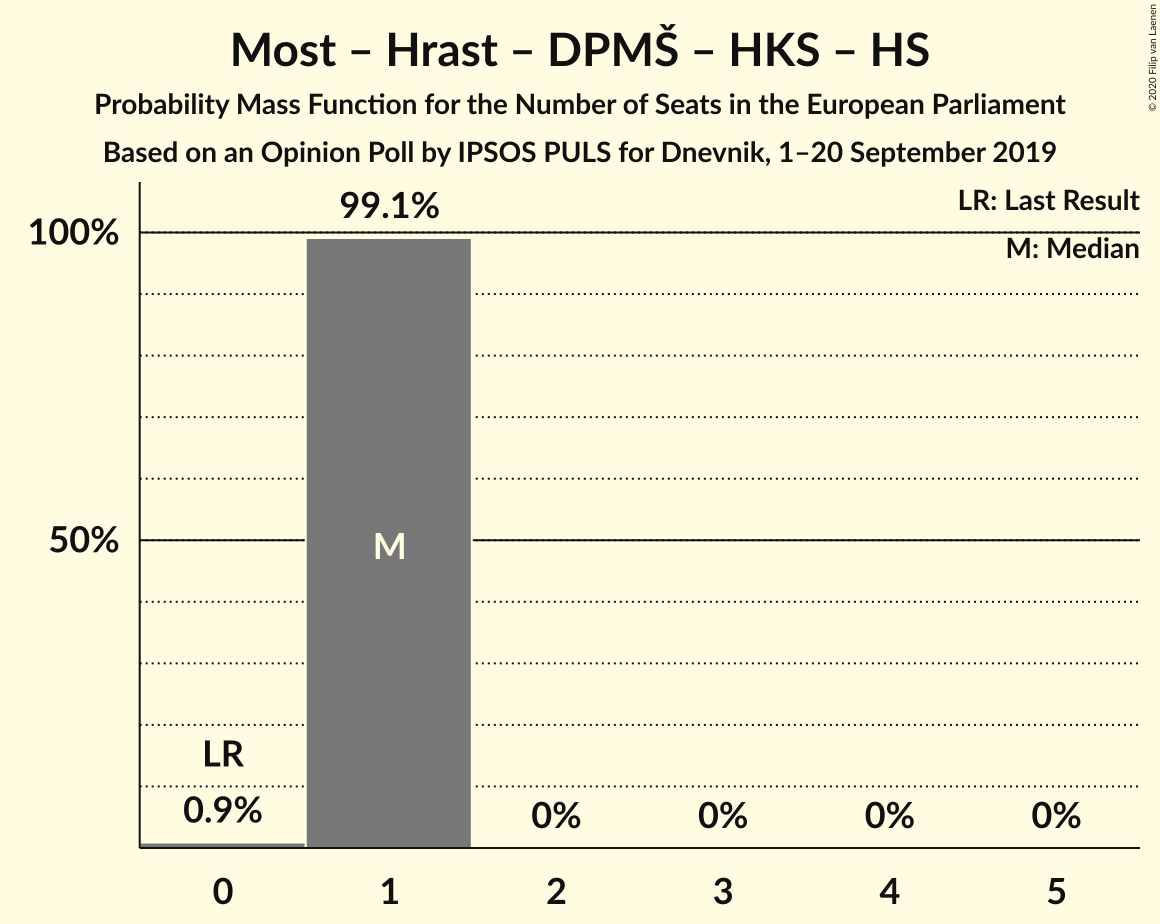 Most – Hrast – DPMŠ – HKS – HS
Probability Mass Function for the Number of Seats in the European Parliament
Based on an Opinion Poll by IPSOS PULS for Dnevnik, 1–20 September 2019
© 2020 Filip van Laenen
LR: Last Result
M: Median
99.1%
100%
50%
M
LR
0.9%
0% 0% 0% 0%
0 1 2 3 4 5